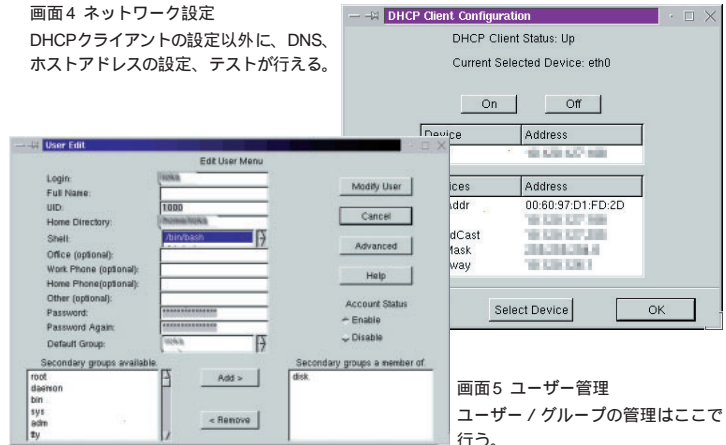 画面4 ネットワーク設定
DHCPクライアントの設定以外に、DNS、
ホストアドレスの設定、テストが行える。
DHCP Client Configuration
DHCP Client Status: Up
Current Selected Device: eth0
On Off
Device Address
ices Address
Addr 00:60:97:D1:FD:2D
dCast
Mask
way
Select Device OK
User Edit
Edit User Menu
Login:
Full Name:
UID: 1000
Home Directory:
Shell: /bin/bash
Office (optional):
Work Phone (optional):
Home Phone(optional):
Other (optional):
Password: **************
Password Again: **************
Default Group:
Modify User
Cancel
Advanced
Help
Account Status
Enable
Disable
Secondary groups available.
root
daemon
bin
sys
adm
tty
Add >
< Remove
Secondary groups a member of.
disk
画面5 ユーザー管理
ユーザー / グループの管理はここで
行う。